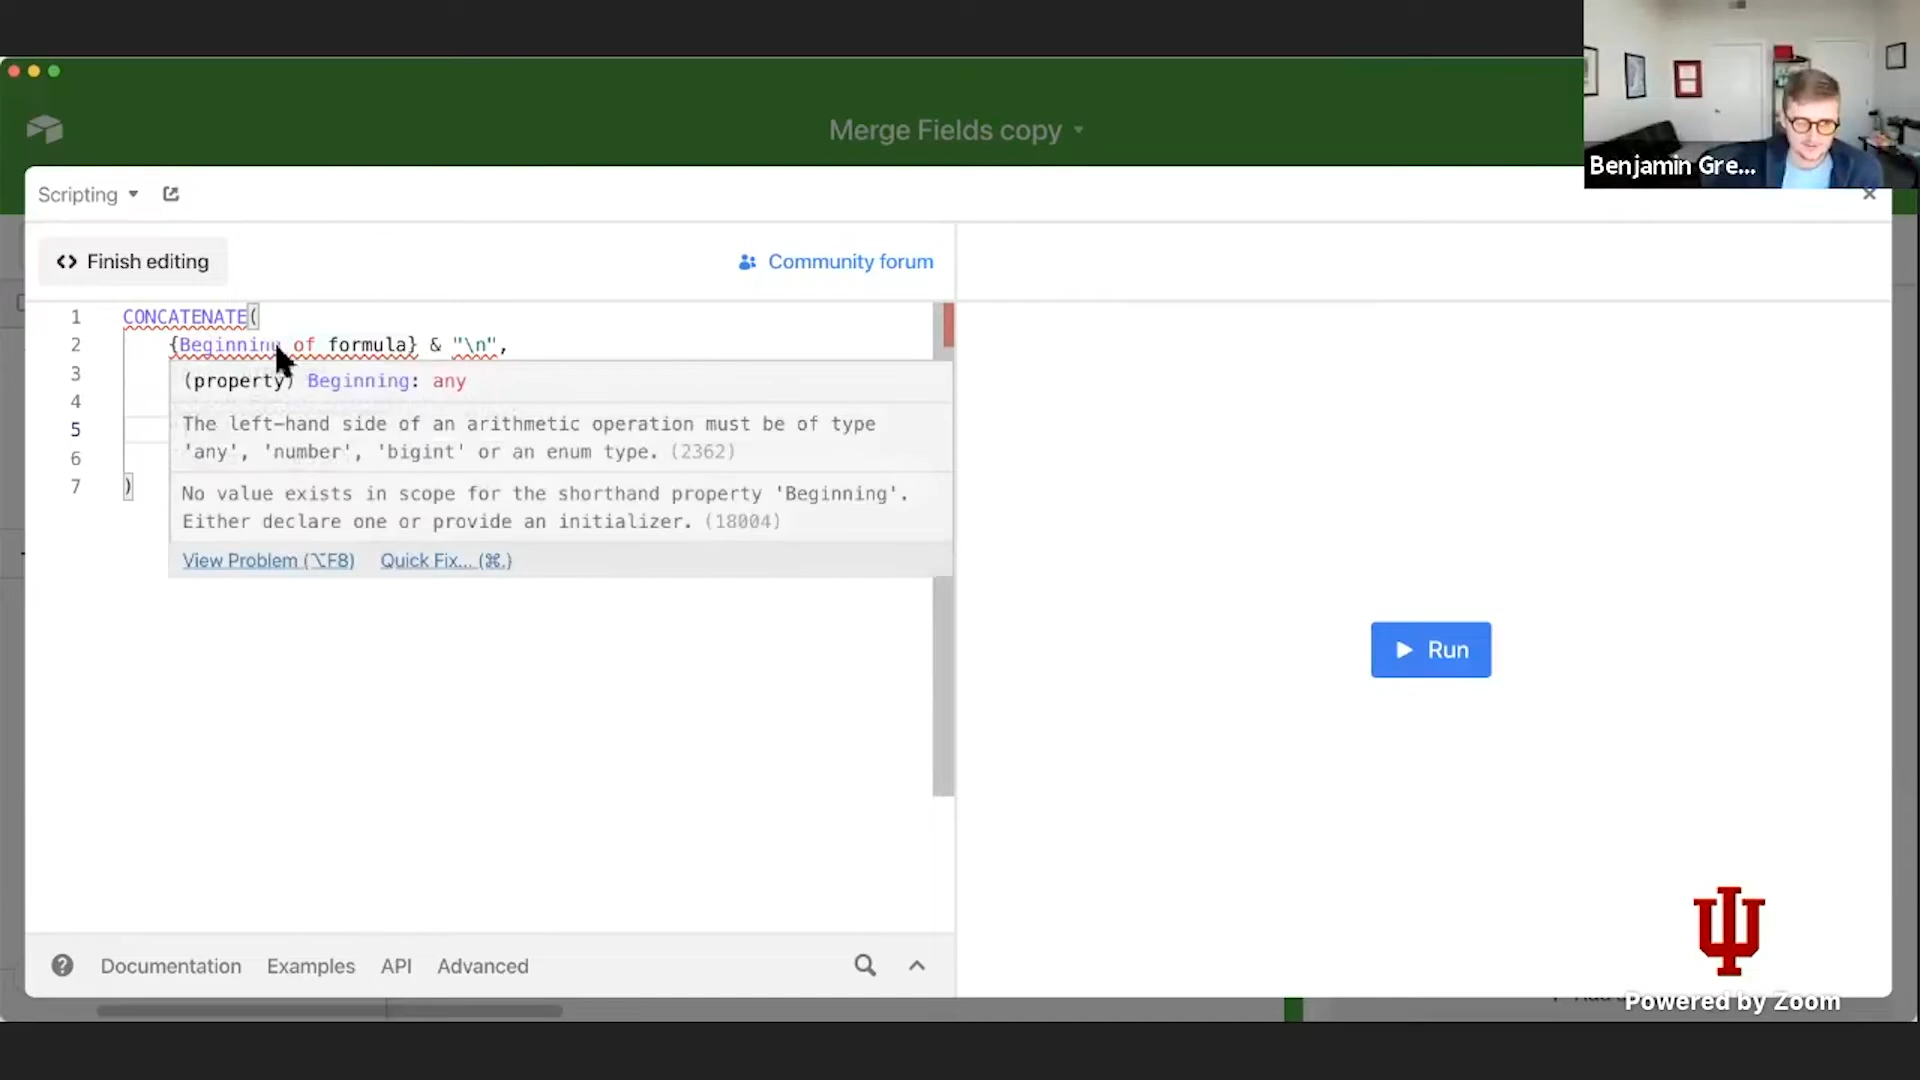 Merge Fields copy
Benjamin Gre...
Scripting
Finish editing
Community forum
1 CONCATENATE(
2 {Beginning of formula} & "\n",
3
4
5
6
7 )
(property) Beginning: any
The left-hand side of an arithmetic operation must be of type
'any', 'number', 'bigint' or an enum type. (2362)
No value exists in scope for the shorthand property 'Beginning'.
Either declare one or provide an initializer. (18004)
View Problem (⌥F8) Quick Fix... (⌘.)
Run
Documentation Examples API Advanced
Powered by Zoom